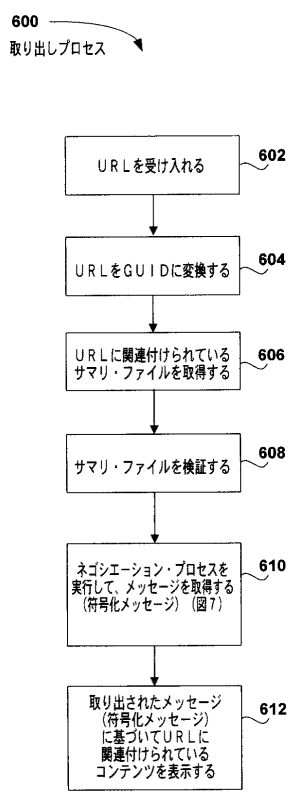 600
取り出しプロセス
URLを受け入れる
602
URLをGUIDに変換する
604
URLに関連付けられている
サマリ・ファイルを取得する
606
サマリ・ファイルを検証する
608
ネゴシエーション・プロセスを
実行して、メッセージを取得する
(符号化メッセージ) (図7)
610
取り出されたメッセージ
(符号化メッセージ)
に基づいてURLに
関連付けられている
コンテンツを表示する
612